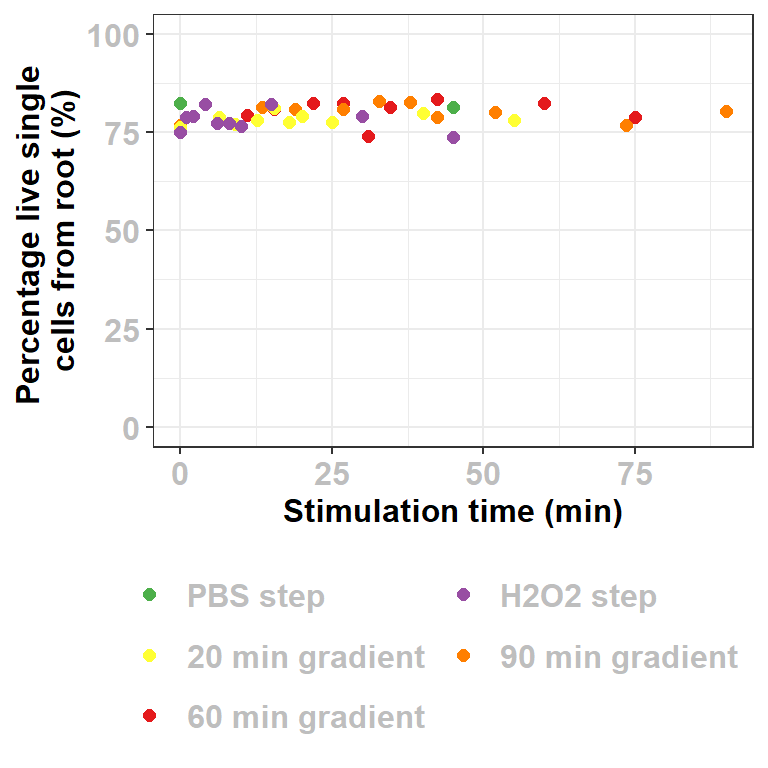 100
75
50
25
0
Percentage live single
cells from root (%)
0 25 50 75
Stimulation time (min)
PBS step H2O2 step
20 min gradient 90 min gradient
60 min gradient